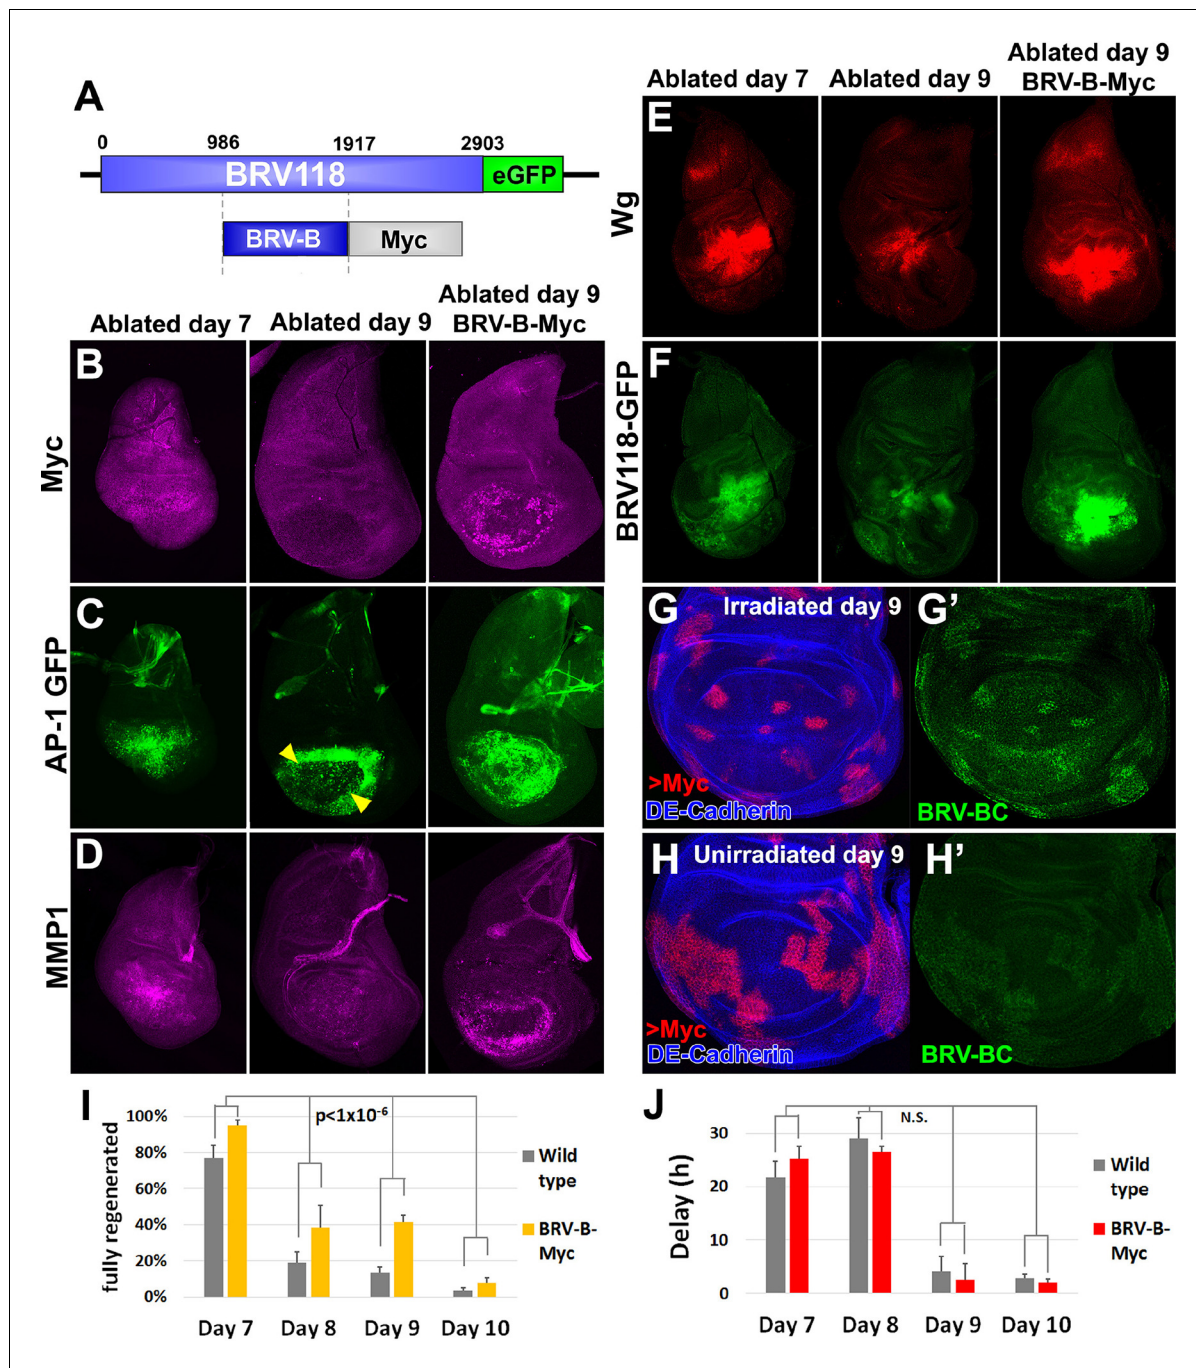 A
0 986 1917 2903
BRV118 eGFP
BRV-B Myc
Ablated day 7 Ablated day 9 Ablated day 9
BRV-B-Myc
B
Myc
C
AP-1 GFP
D
MMP1
Ablated day 7 Ablated day 9 Ablated day 9
BRV-B-Myc
E
Wg
F
BRV118-GFP
G Irradiated day 9 G’
>Myc
DE-Cadherin BRV-BC
H Unirradiated day 9 H’
>Myc
DE-Cadherin BRV-BC
I
fully regenerated
100%
80%
60%
40%
20%
0%
p<1x10⁻⁶
Wild
type
BRV-B-
Myc
Day 7 Day 8 Day 9 Day 10
J
Delay (h)
30
20
10
0
N.S.
Wild
type
BRV-B-
Myc
Day 7 Day 8 Day 9 Day 10